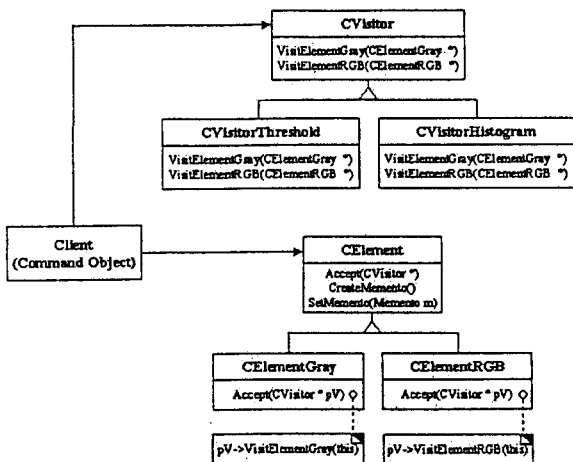 CVisitor
VisitElementGray(CElementGray *)
VisitElementRGB(CElementRGB *)
CVisitorThreshold
VisitElementGray(CElementGray *)
VisitElementRGB(CElementRGB *)
CVisitorHistogram
VisitElementGray(CElementGray *)
VisitElementRGB(CElementRGB *)
Client
(Command Object)
CElement
Accept(CVisitor *)
CreateMemento()
SetMemento(Memento m)
CElementGray
Accept(CVisitor * pV)
CElementRGB
Accept(CVisitor * pV)
pV->VisitElementGray(this)
pV->VisitElementRGB(this)